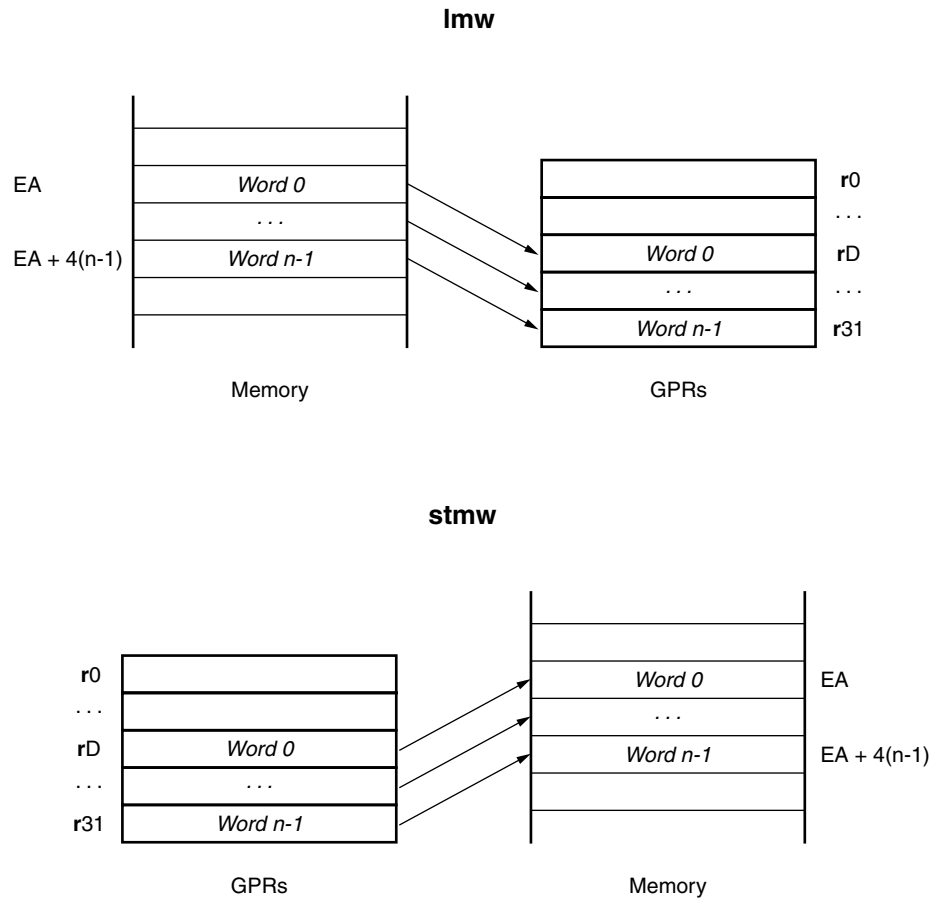 lmw
EA Word 0 r0
. . . . . .
EA + 4(n-1) Word n-1 Word 0 rD
. . . . . .
Word n-1 r31
Memory GPRs
stmw
r0 Word 0 EA
. . . . . .
rD Word 0 Word n-1 EA + 4(n-1)
. . . . . .
r31 Word n-1
GPRs Memory